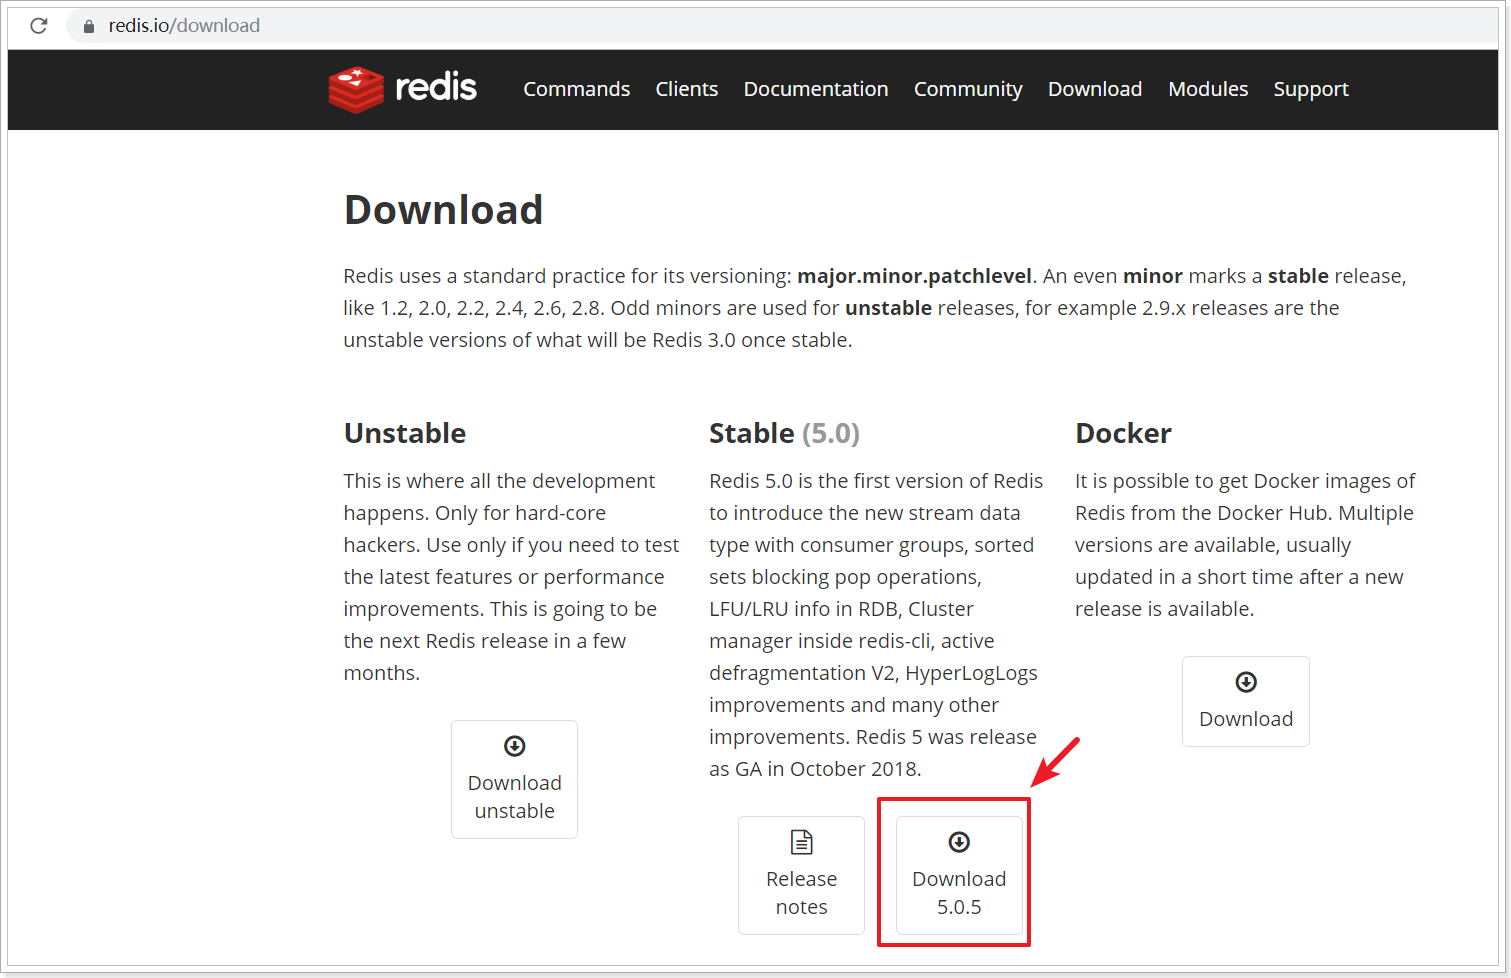 redis.io/download
redis Commands Clients Documentation Community Download Modules Support
Download
Redis uses a standard practice for its versioning: major.minor.patchlevel. An even minor marks a stable release,
like 1.2, 2.0, 2.2, 2.4, 2.6, 2.8. Odd minors are used for unstable releases, for example 2.9.x releases are the
unstable versions of what will be Redis 3.0 once stable.
Unstable
This is where all the development
happens. Only for hard-core
hackers. Use only if you need to test
the latest features or performance
improvements. This is going to be
the next Redis release in a few
months.
Download
unstable
Stable (5.0)
Redis 5.0 is the first version of Redis
to introduce the new stream data
type with consumer groups, sorted
sets blocking pop operations,
LFU/LRU info in RDB, Cluster
manager inside redis-cli, active
defragmentation V2, HyperLogLogs
improvements and many other
improvements. Redis 5 was release
as GA in October 2018.
Release
notes
Download
5.0.5
Docker
It is possible to get Docker images of
Redis from the Docker Hub. Multiple
versions are available, usually
updated in a short time after a new
release is available.
Download